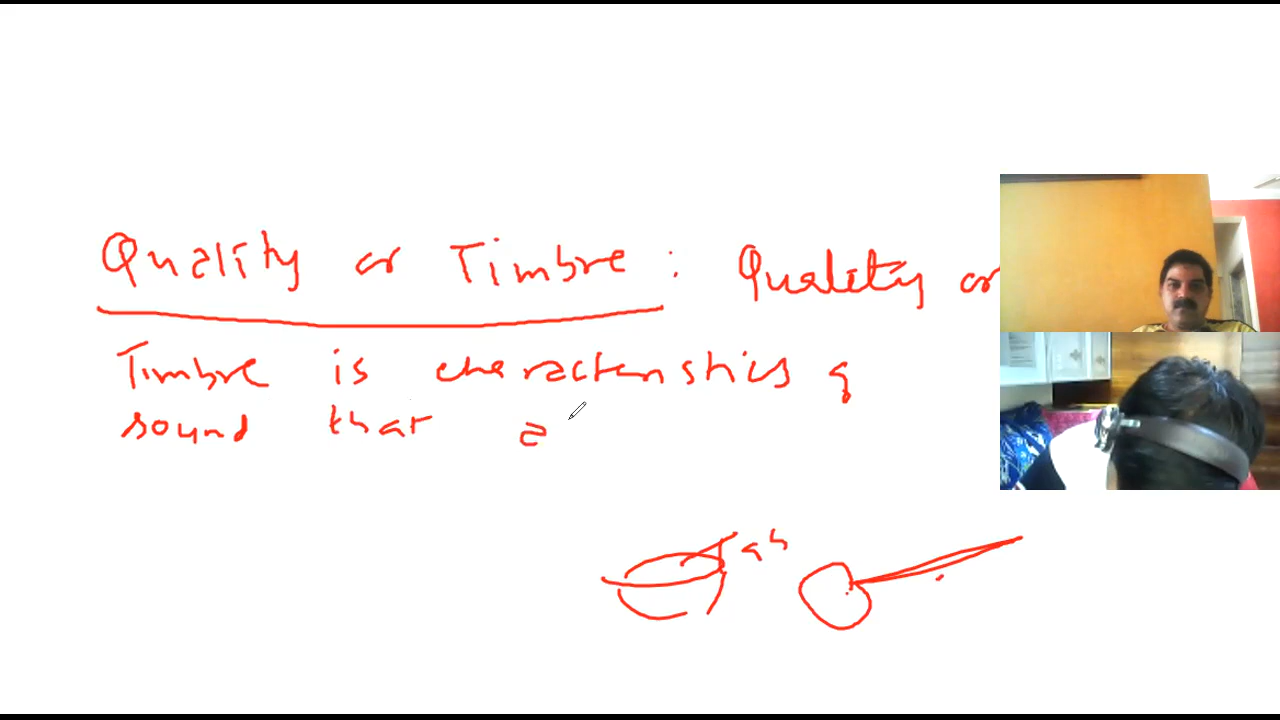 Quality or Timbre : Quality or
Timbre is characteristics of
sound that a